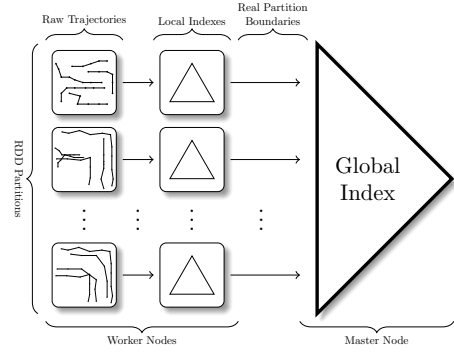 Raw Trajectories
Local Indexes
Real Partition
Boundaries
RDD Partitions
Global
Index
Worker Nodes
Master Node